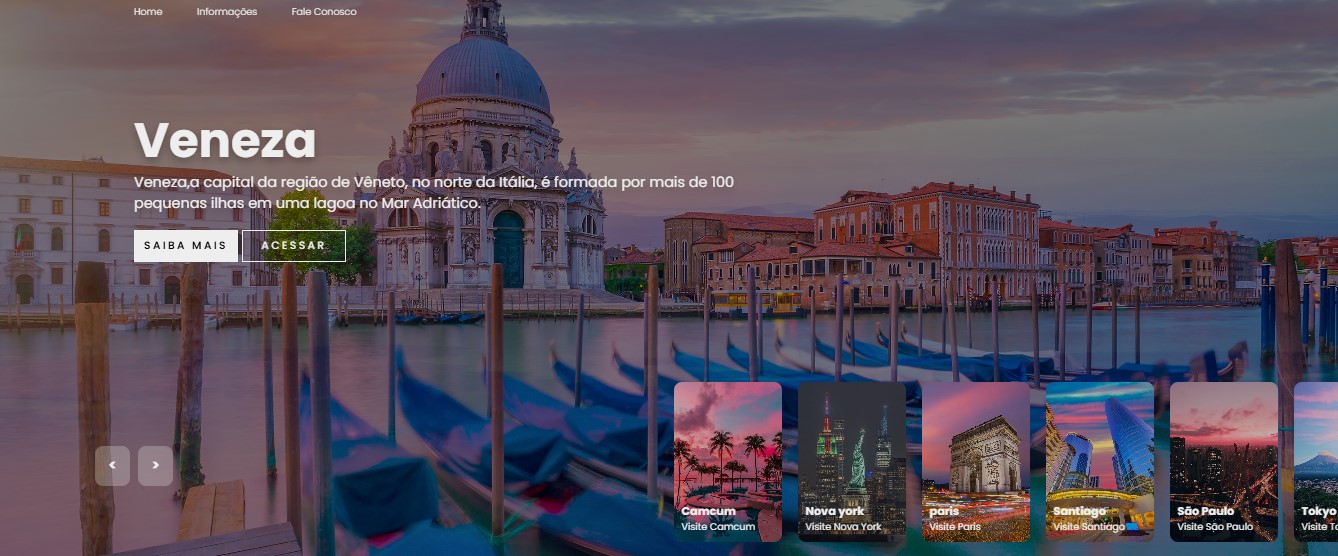 Home Informações Fale Conosco
Veneza
Veneza,a capital da região de Vêneto, no norte da Itália, é formada por mais de 100
pequenas ilhas em uma lagoa no Mar Adriático.
SAIBA MAIS ACESSAR
< >
Camcum
Visite Camcum
Nova york
Visite Nova York
paris
Visite Paris
Santiago
Visite Santiago
São Paulo
Visite São Paulo
Tokyo
Visite